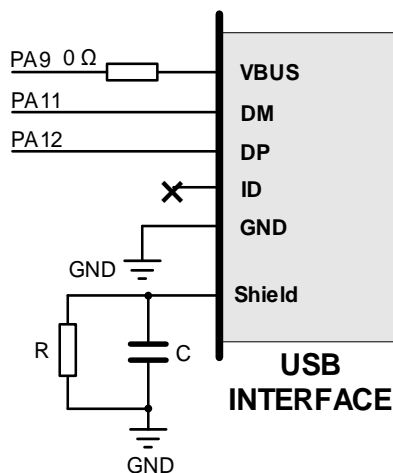 PA9 0 Ω
VBUS
PA11
DM
PA12
DP
ID
GND
GND
Shield
R
C
USB
INTERFACE
GND